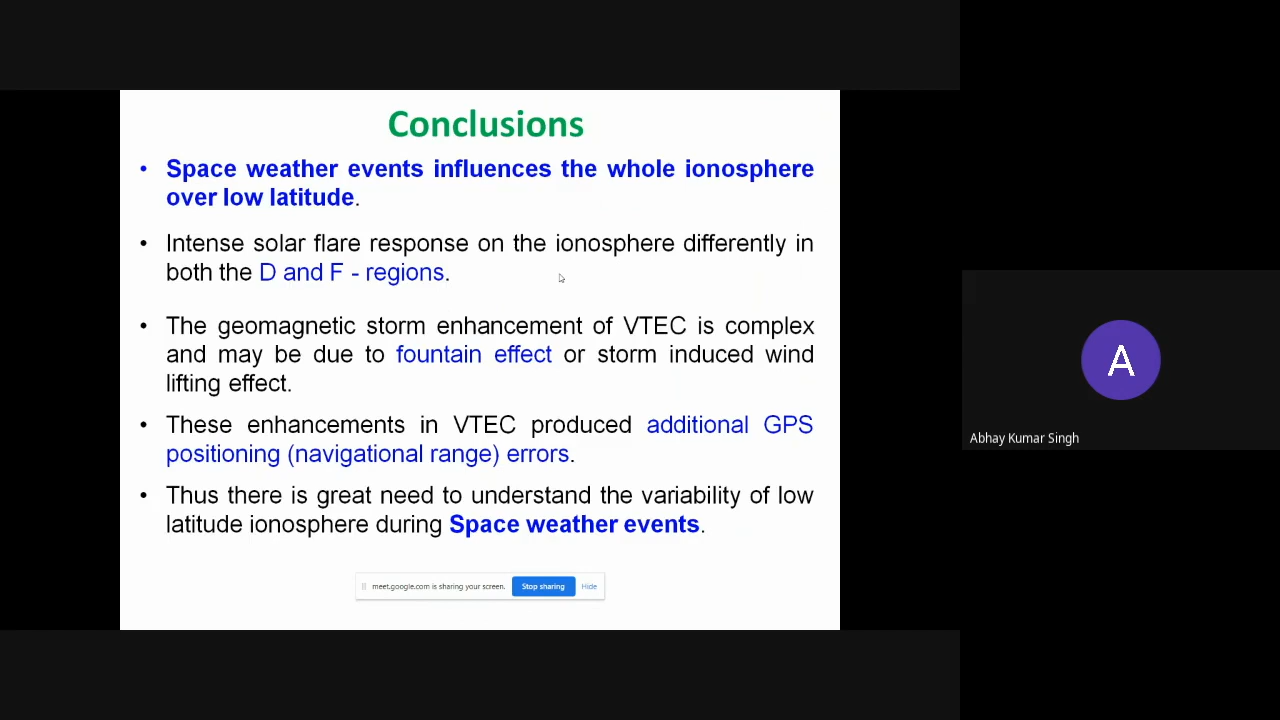 Conclusions
• Space weather events influences the whole ionosphere
over low latitude.
• Intense solar flare response on the ionosphere differently in
both the D and F - regions.
• The geomagnetic storm enhancement of VTEC is complex
and may be due to fountain effect or storm induced wind
lifting effect.
• These enhancements in VTEC produced additional GPS
positioning (navigational range) errors.
• Thus there is great need to understand the variability of low
latitude ionosphere during Space weather events.
meet.google.com is sharing your screen. Stop sharing Hide
A
Abhay Kumar Singh